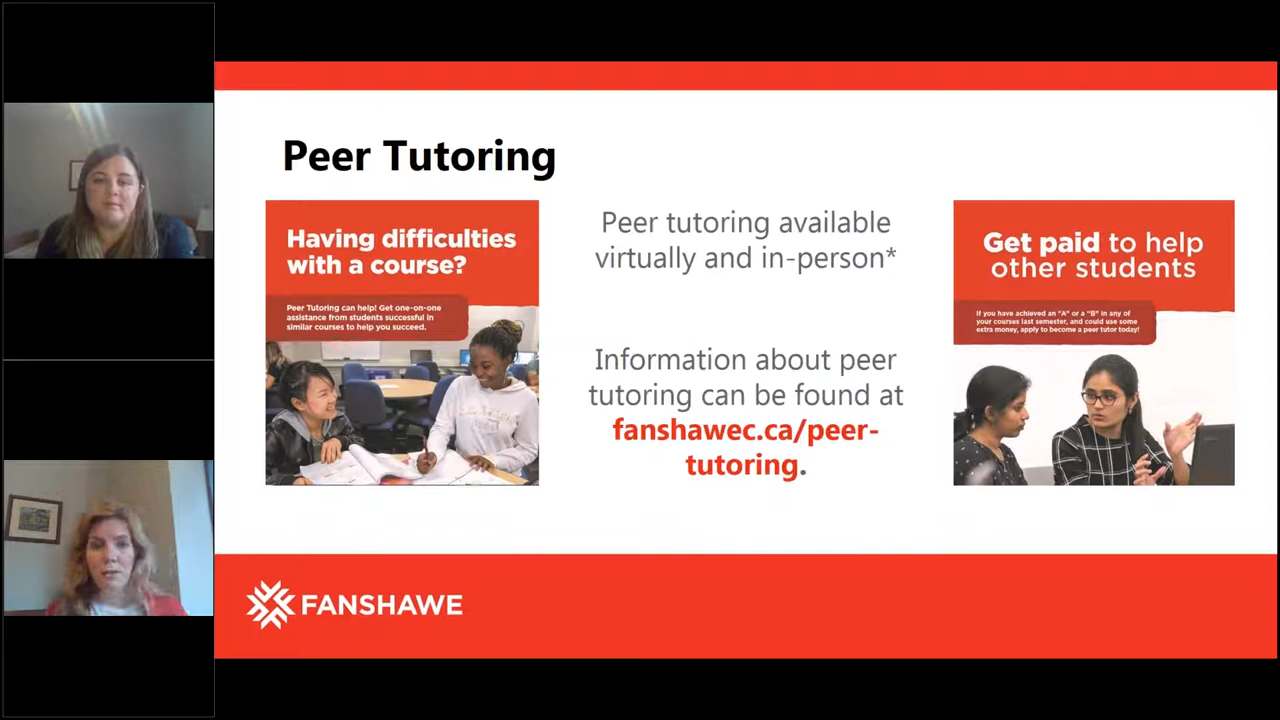 Peer Tutoring
Having difficulties
with a course?
Peer Tutoring can help! Get one-on-one
assistance from students successful in
similar courses to help you succeed.
Peer tutoring available
virtually and in-person*
Information about peer
tutoring can be found at
fanshawec.ca/peer-
tutoring.
Get paid to help
other students
If you have achieved an "A" or a "B" in any of
your courses last semester, and could use some
extra money, apply to become a peer tutor today!
FANSHAWE